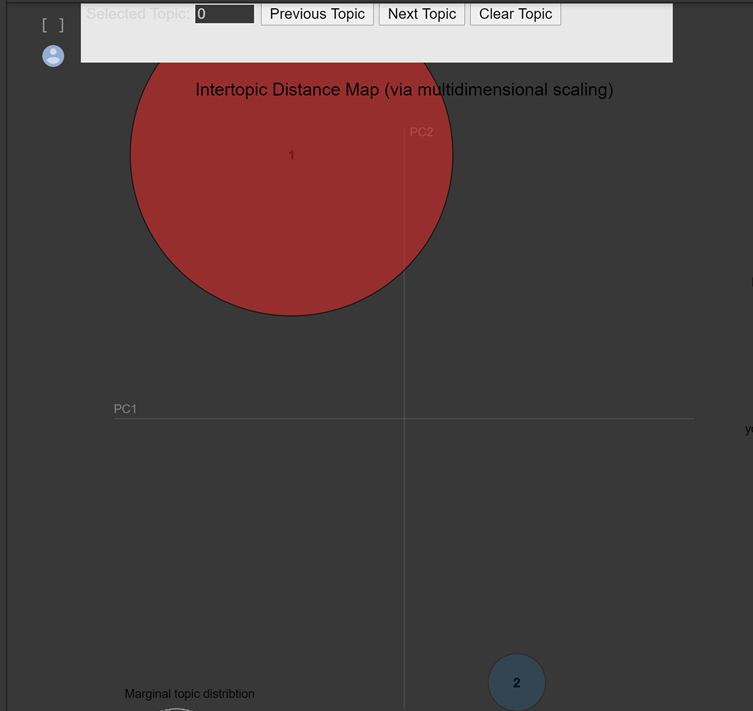 [ ]
Selected Topic: 0 Previous Topic Next Topic Clear Topic
Intertopic Distance Map (via multidimensional scaling)
PC2
1
PC1
2
Marginal topic distribtion